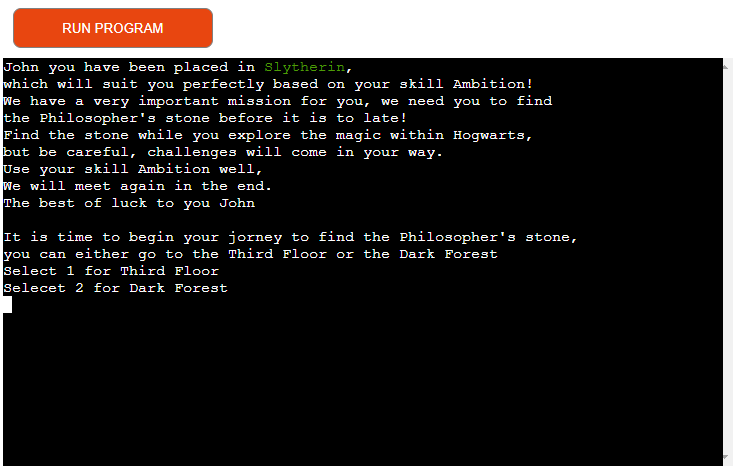 RUN PROGRAM
John you have been placed in Slytherin,
which will suit you perfectly based on your skill Ambition!
We have a very important mission for you, we need you to find
the Philosopher's stone before it is to late!
Find the stone while you explore the magic within Hogwarts,
but be careful, challenges will come in your way.
Use your skill Ambition well,
We will meet again in the end.
The best of luck to you John
It is time to begin your jorney to find the Philosopher's stone,
you can either go to the Third Floor or the Dark Forest
Select 1 for Third Floor
Selecet 2 for Dark Forest